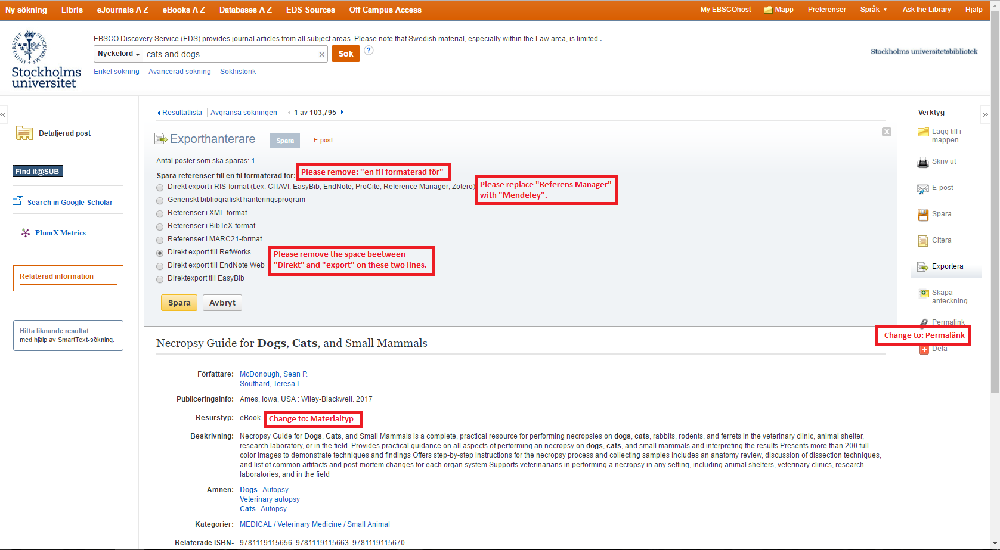 Ny sökning Libris eJournals A-Z eBooks A-Z Databases A-Z EDS Sources Off-Campus Access My EBSCOhost Mapp Preferenser Språk Ask the Library Hjälp
EBSCO Discovery Service (EDS) provides journal articles from all subject areas. Please note that Swedish material, especially within the Law area, is limited .
Nyckelord cats and dogs × Sök ?
Enkel sökning Avancerad sökning Sökhistorik
Stockholms universitetsbibliotek
STOCKHOLMS UNIVERSITET
Stockholms
universitet
«
Detaljerad post
Find it@SUB
Search in Google Scholar
PlumX Metrics
Relaterad information
Hitta liknande resultat
med hjälp av SmartText-sökning.
Resultatlista Avgränsa sökningen 1 av 103,795
Exporthanterare Spara E-post x
Antal poster som ska sparas: 1
Spara referenser till en fil formaterad för:
Please remove: "en fil formaterad för"
Direkt export i RIS-format (t.ex. CITAVI, EasyBib, EndNote, ProCite, Reference Manager, Zotero)
Please replace "Referens Manager"
with "Mendeley".
Generiskt bibliografiskt hanteringsprogram
Referenser i XML-format
Referenser i BibTeX-format
Referenser i MARC21-format
Direkt export till RefWorks
Direkt export till EndNote Web
Please remove the space beetween
"Direkt" and "export" on these two lines.
Direktexport till EasyBib
Spara Avbryt
Necropsy Guide for Dogs, Cats, and Small Mammals
Författare: McDonough, Sean P.
Southard, Teresa L.
Publiceringsinfo: Ames, Iowa, USA : Wiley-Blackwell. 2017
Resurstyp: eBook.
Change to: Materialtyp
Beskrivning: Necropsy Guide for Dogs, Cats, and Small Mammals is a complete, practical resource for performing necropsies on dogs, cats, rabbits, rodents, and ferrets in the veterinary clinic, animal shelter,
research laboratory, or in the field. Provides practical guidance on all aspects of performing an necropsy on dogs, cats, and small mammals and interpreting the results Presents more than 200 full-
color images to demonstrate techniques and findings Offers step-by-step instructions for the necropsy process and collecting samples Includes an anatomy review, discussion of dissection techniques,
and list of common artifacts and post-mortem changes for each organ system Supports veterinarians in performing a necropsy in any setting, including animal shelters, veterinary clinics, research
laboratories, and in the field
Ämnen: Dogs--Autopsy
Veterinary autopsy
Cats--Autopsy
Kategorier: MEDICAL / Veterinary Medicine / Small Animal
Relaterade ISBN- 9781119115656. 9781119115663. 9781119115670.
Verktyg
»
Lägg till i
mappen
Skriv ut
E-post
Spara
Citera
Exportera
Skapa
anteckning
Permalink
Change to: Permalänk
Dela